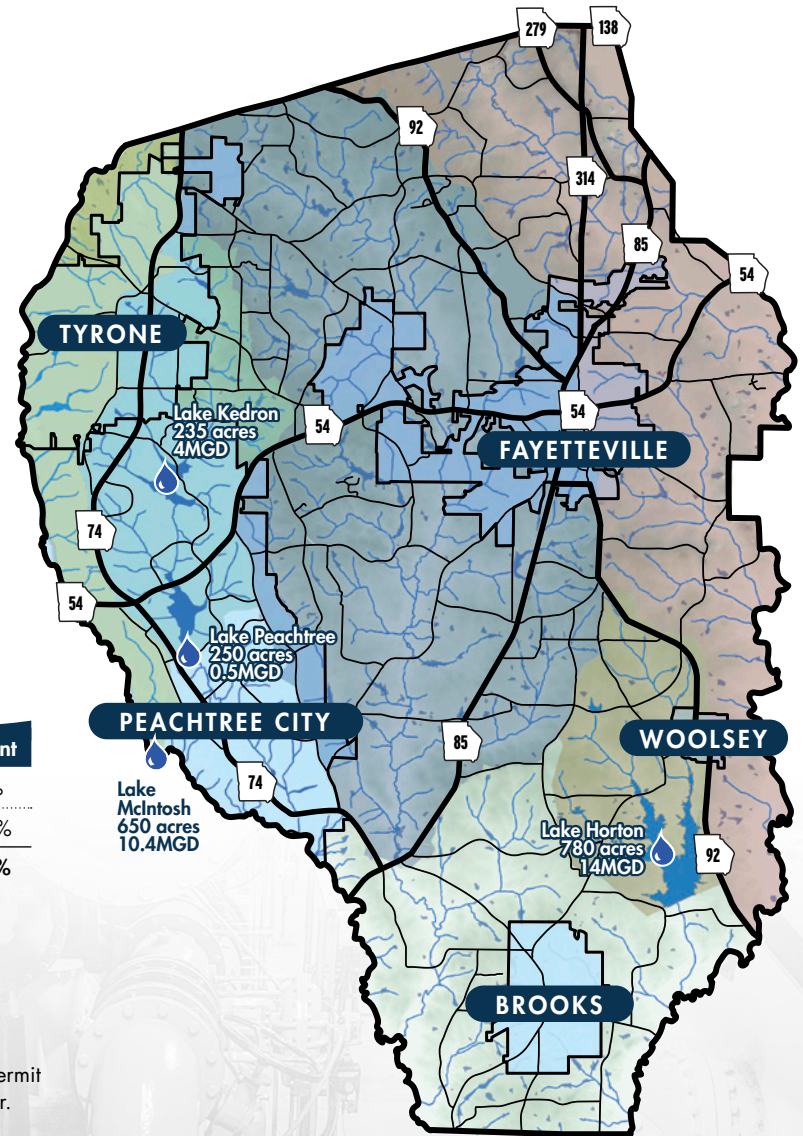 279
138
92
314
85
54
TYRONE
Lake Kedron
235 acres
4MGD
54
54
FAYETTEVILLE
74
54
Lake Peachtree
250 acres
0.5MGD
PEACHTREE CITY
85
WOOLSEY
nt
%
%
%
Lake
McIntosh
650 acres
10.4MGD
74
Lake Horton
780 acres
14MGD
92
BROOKS
ermit
r.